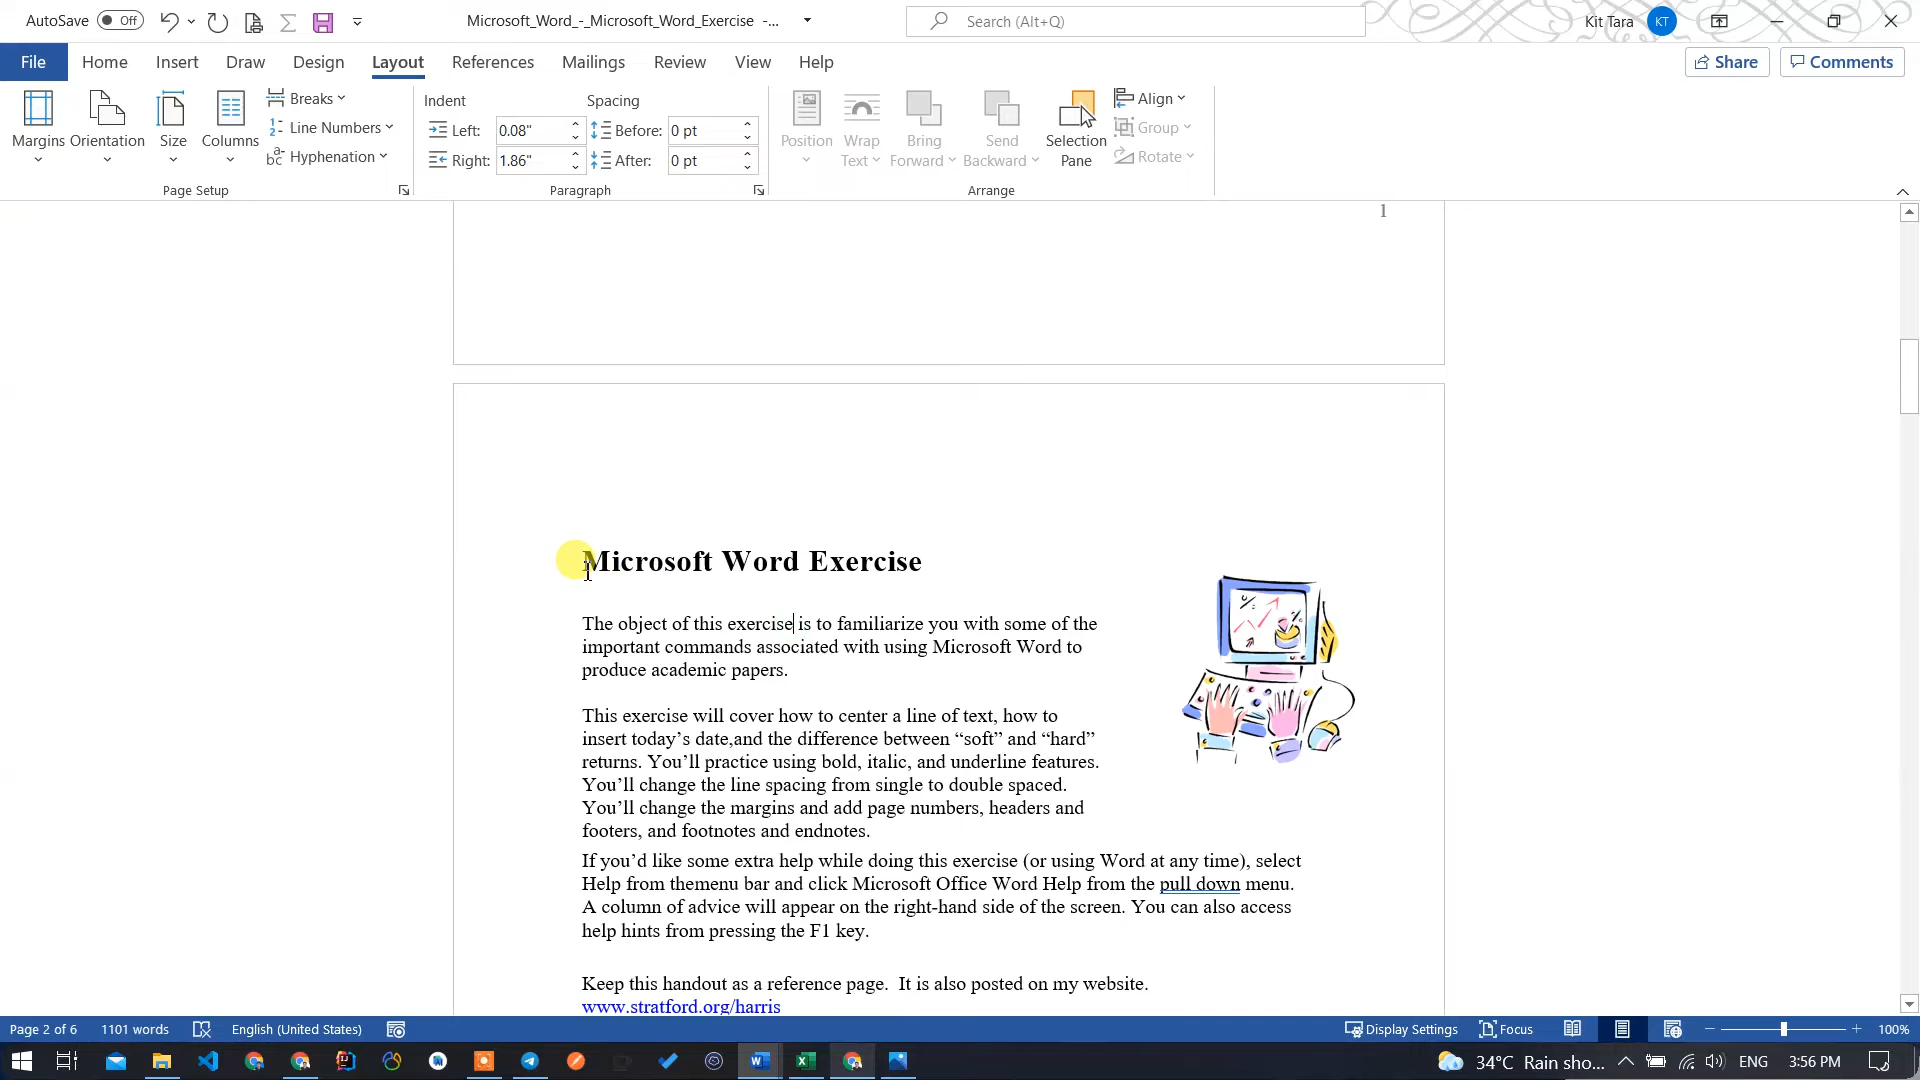 AutoSave Off Microsoft_Word_-_Microsoft_Word_Exercise -... Search (Alt+Q) Kit Tara KT
File Home Insert Draw Design Layout References Mailings Review View Help Share Comments
Margins Orientation Size Columns Breaks Line Numbers Hyphenation
Page Setup
Indent Spacing
Left: 0.08" Before: 0 pt
Right: 1.86" After: 0 pt
Paragraph
Position Wrap Text Bring Forward Send Backward Selection Pane Align Group Rotate
Arrange
1
Microsoft Word Exercise
The object of this exercise is to familiarize you with some of the
important commands associated with using Microsoft Word to
produce academic papers.
This exercise will cover how to center a line of text, how to
insert today’s date,and the difference between “soft” and “hard”
returns. You’ll practice using bold, italic, and underline features.
You’ll change the line spacing from single to double spaced.
You’ll change the margins and add page numbers, headers and
footers, and footnotes and endnotes.
If you’d like some extra help while doing this exercise (or using Word at any time), select
Help from themenu bar and click Microsoft Office Word Help from the pull down menu.
A column of advice will appear on the right-hand side of the screen. You can also access
help hints from pressing the F1 key.
Keep this handout as a reference page.  It is also posted on my website.
www.stratford.org/harris
Page 2 of 6 1101 words English (United States) Display Settings Focus 100%
34°C Rain sho... ENG 3:56 PM